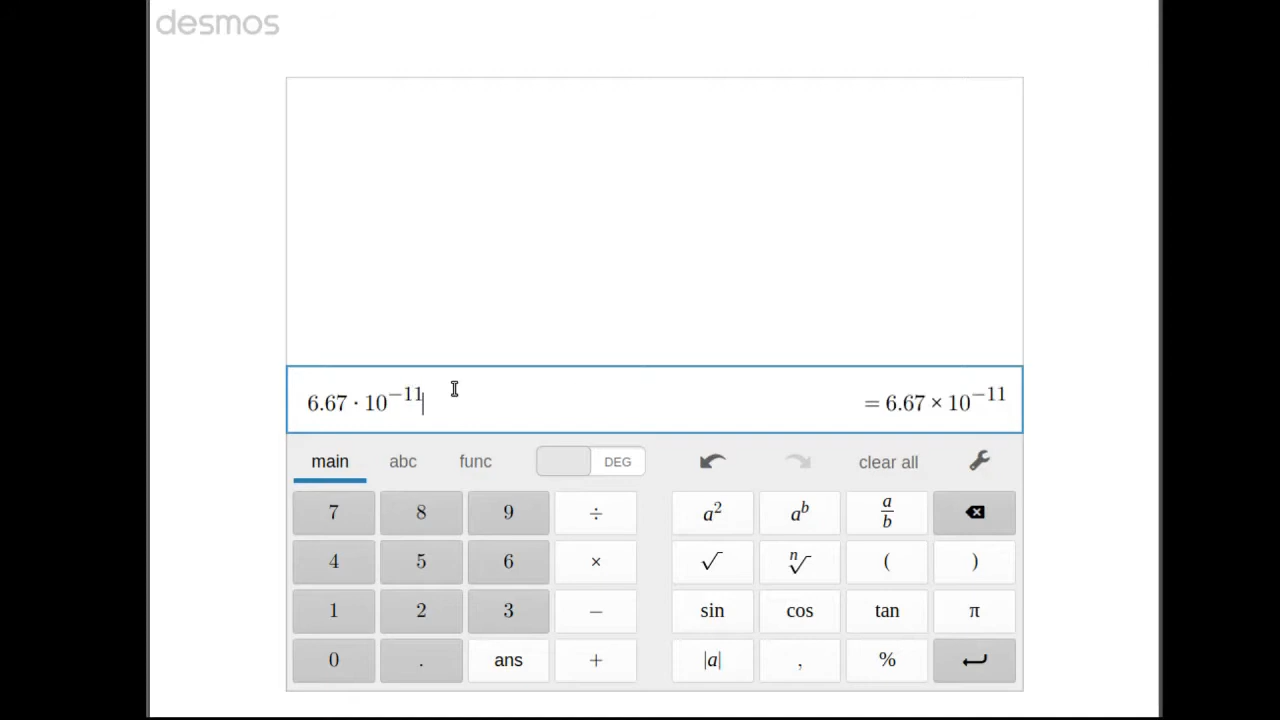 desmos
6.67 · 10⁻¹¹ = 6.67 × 10⁻¹¹
main abc func DEG clear all
7 8 9 ÷ a² aᵇ a/b
4 5 6 × √ ⁿ√ ( )
1 2 3 − sin cos tan π
0 . ans + |a| , %